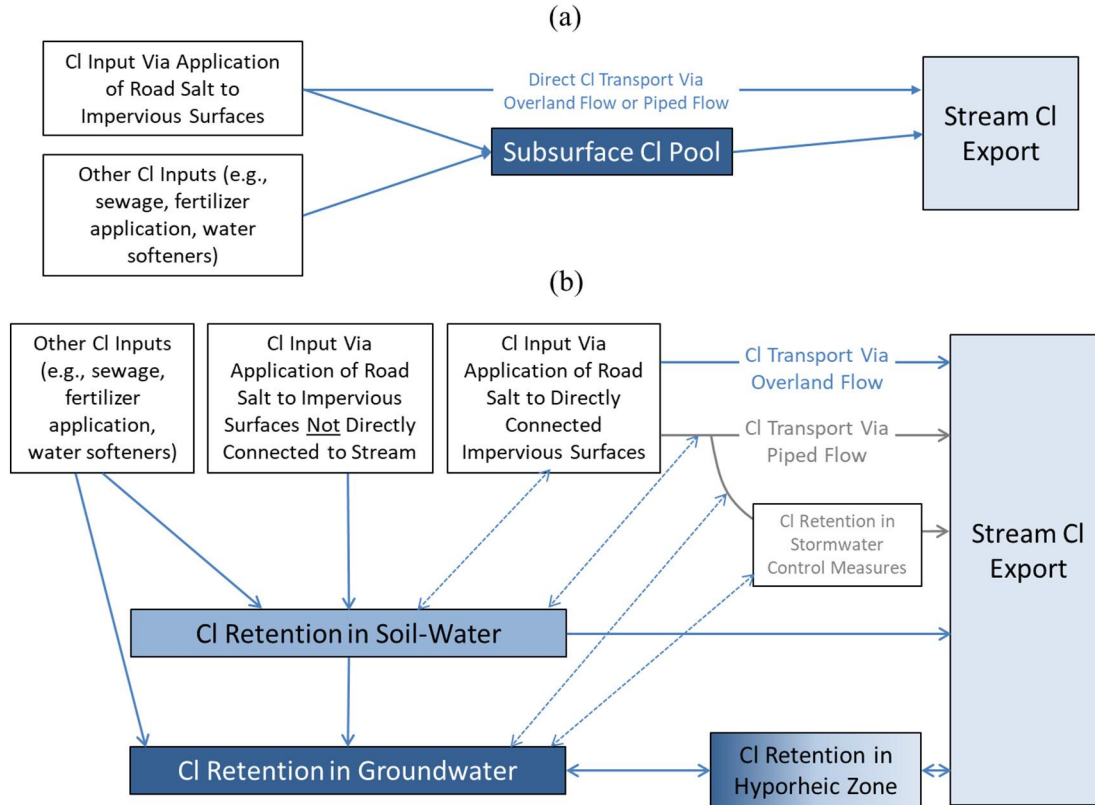 (a)
Cl Input Via Application
of Road Salt to
Impervious Surfaces
Direct Cl Transport Via
Overland Flow or Piped Flow
Subsurface Cl Pool
Stream Cl
Export
Other Cl Inputs (e.g.,
sewage, fertilizer
application, water
softeners)
(b)
Other Cl Inputs
(e.g., sewage,
fertilizer
application,
water softeners)
Cl Input Via
Application of Road
Salt to Impervious
Surfaces Not Directly
Connected to Stream
Cl Input Via
Application of Road
Salt to Directly
Connected
Impervious Surfaces
Cl Transport Via
Overland Flow
Cl Transport Via
Piped Flow
Cl Retention in
Stormwater
Control Measures
Stream Cl
Export
Cl Retention in Soil-Water
Cl Retention in Groundwater
Cl Retention in
Hyporheic Zone